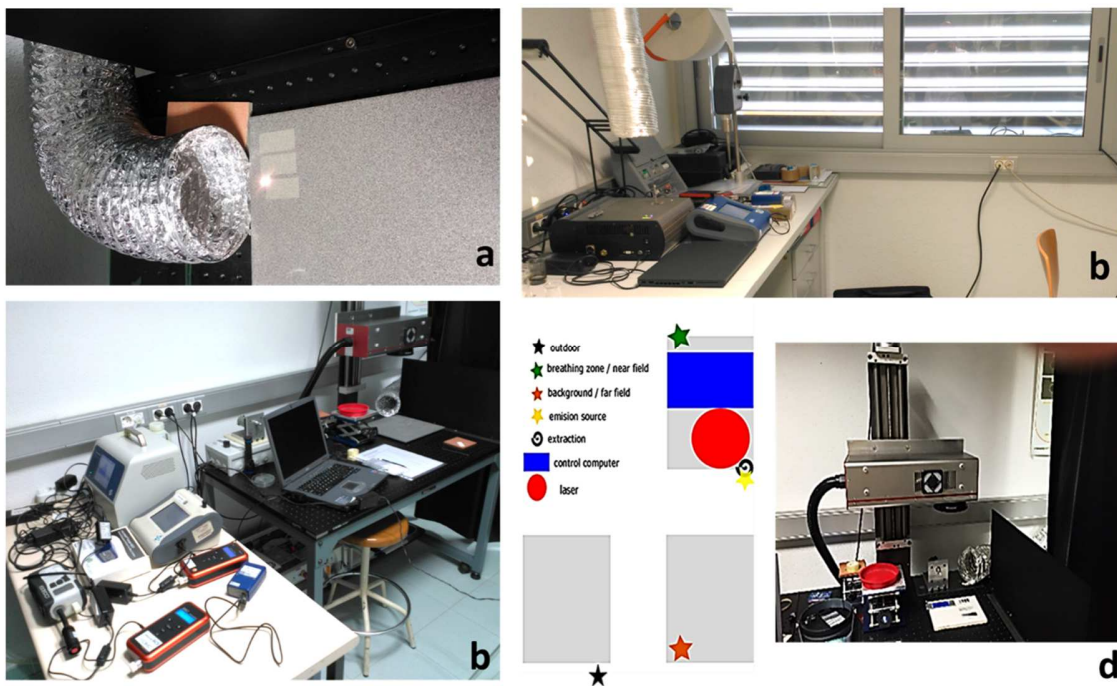 a
b
b
outdoor
breathing zone / near field
background / far field
emision source
extraction
control computer
laser
d